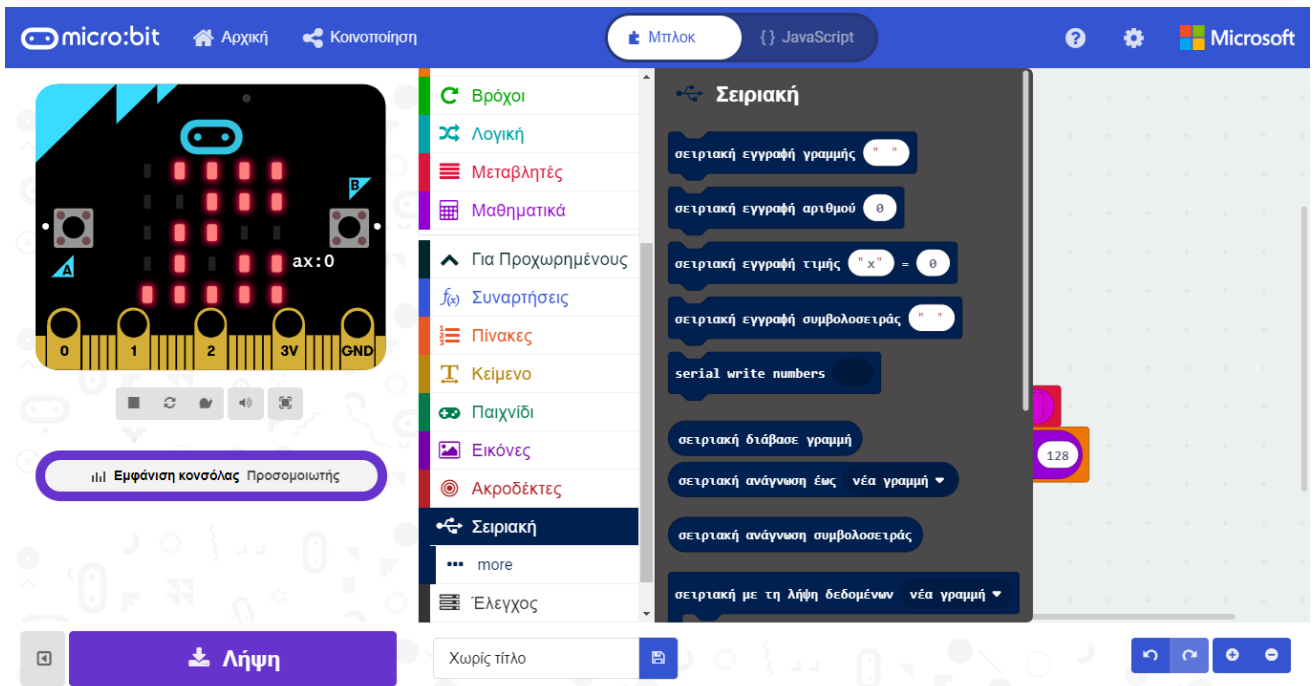 micro:bit Αρχική Κοινοποίηση Μπλοκ {} JavaScript ? Microsoft
B
A
ax:0
0 1 2 3V GND
Εμφάνιση κονσόλας Προσομοιωτής
Βρόχοι
Λογική
Μεταβλητές
Μαθηματικά
Για Προχωρημένους
f(x) Συναρτήσεις
Πίνακες
Κείμενο
Παιχνίδι
Εικόνες
Ακροδέκτες
Σειριακή
more
Έλεγχος
Σειριακή
σειριακή εγγραφή γραμμής " "
σειριακή εγγραφή αριθμού 0
σειριακή εγγραφή τιμής "x" = 0
σειριακή εγγραφή συμβολοσειράς " "
serial write numbers
σειριακή διάβασε γραμμή
σειριακή ανάγνωση έως νέα γραμμή
σειριακή ανάγνωση συμβολοσειράς
σειριακή με τη λήψη δεδομένων νέα γραμμή
128
Λήψη
Χωρίς τίτλο